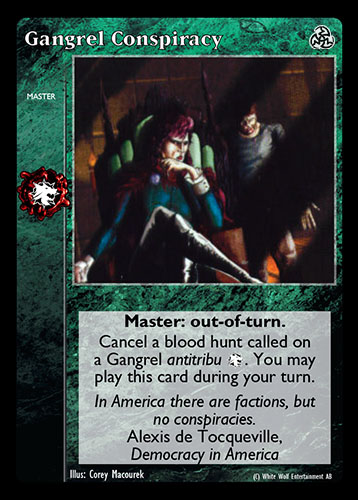 Gangrel Conspiracy
MASTER
Master: out-of-turn.
Cancel a blood hunt called on
a Gangrel antitribu . You may
play this card during your turn.
In America there are factions, but
no conspiracies.
Alexis de Tocqueville,
Democracy in America
Illus: Corey Macourek
(C) White Wolf Entertainment AB